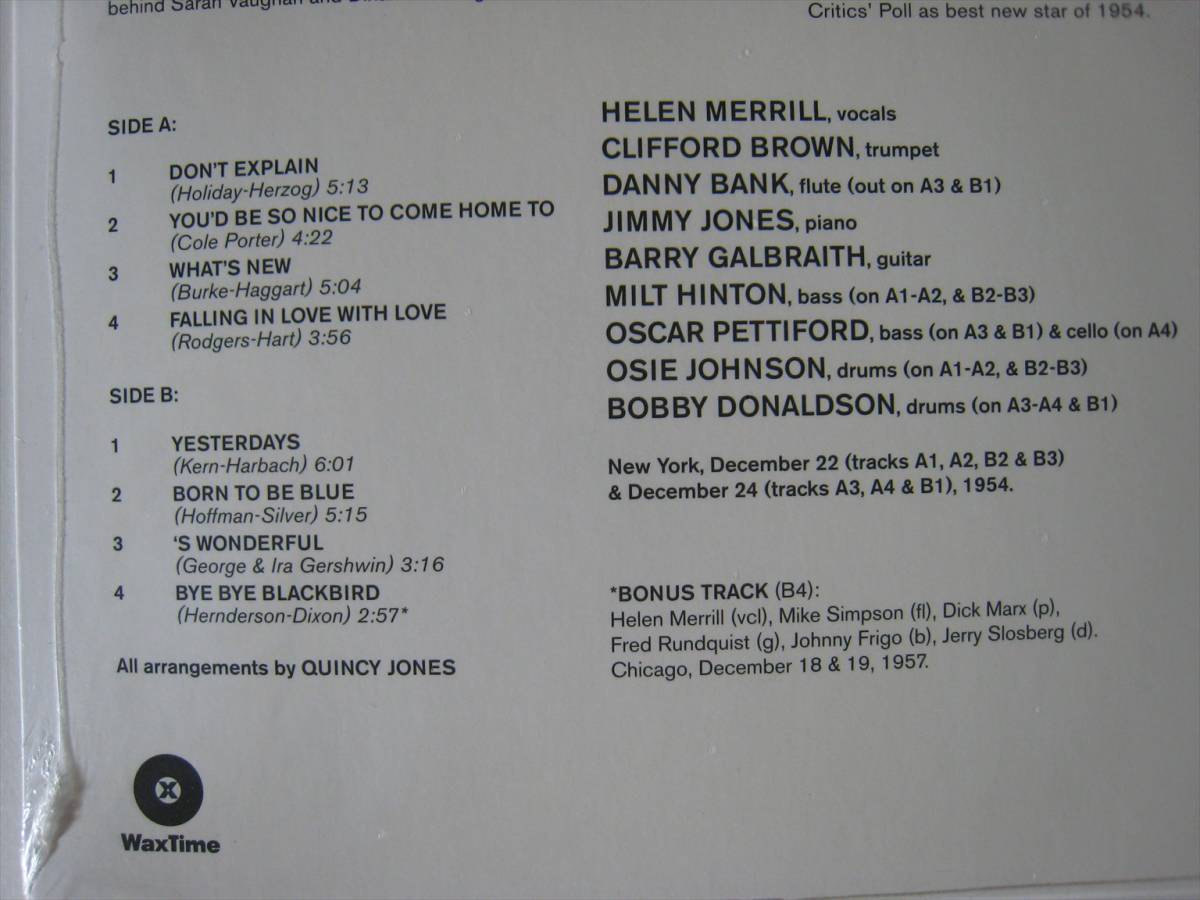 behind Sarah Vaughan and
Critics' Poll as best new star of 1954.
SIDE A:
1 DON'T EXPLAIN
(Holiday-Herzog) 5:13
2 YOU'D BE SO NICE TO COME HOME TO
(Cole Porter) 4:22
3 WHAT'S NEW
(Burke-Haggart) 5:04
4 FALLING IN LOVE WITH LOVE
(Rodgers-Hart) 3:56
SIDE B:
1 YESTERDAYS
(Kern-Harbach) 6:01
2 BORN TO BE BLUE
(Hoffman-Silver) 5:15
3 'S WONDERFUL
(George & Ira Gershwin) 3:16
4 BYE BYE BLACKBIRD
(Hernderson-Dixon) 2:57*
All arrangements by QUINCY JONES
HELEN MERRILL, vocals
CLIFFORD BROWN, trumpet
DANNY BANK, flute (out on A3 & B1)
JIMMY JONES, piano
BARRY GALBRAITH, guitar
MILT HINTON, bass (on A1-A2, & B2-B3)
OSCAR PETTIFORD, bass (on A3 & B1) & cello (on A4)
OSIE JOHNSON, drums (on A1-A2, & B2-B3)
BOBBY DONALDSON, drums (on A3-A4 & B1)
New York, December 22 (tracks A1, A2, B2 & B3)
& December 24 (tracks A3, A4 & B1), 1954.
*BONUS TRACK (B4):
Helen Merrill (vcl), Mike Simpson (fl), Dick Marx (p),
Fred Rundquist (g), Johnny Frigo (b), Jerry Slosberg (d).
Chicago, December 18 & 19, 1957.
X
WaxTime